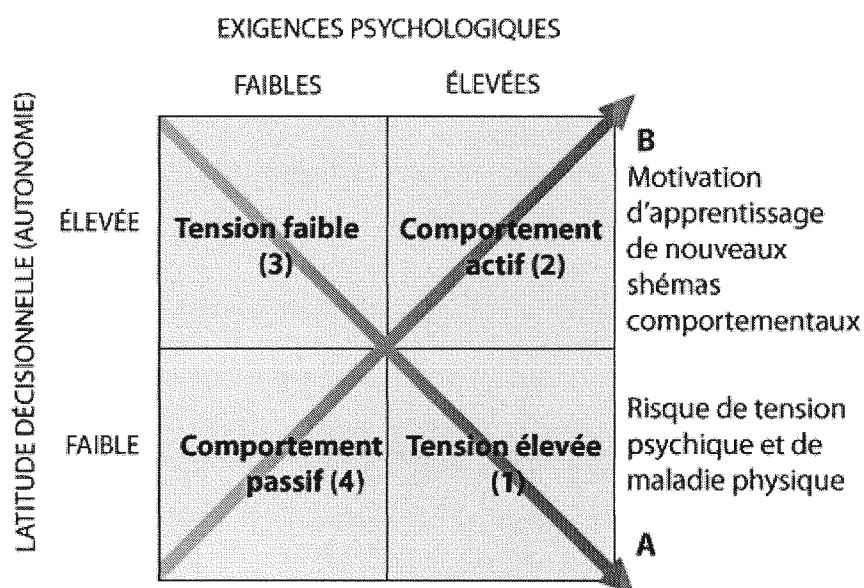 EXIGENCES PSYCHOLOGIQUES
FAIBLES
ÉLEVÉES
LATITUDE DÉCISIONNELLE (AUTONOMIE)
ÉLEVÉE
FAIBLE
Tension faible
(3)
Comportement
actif (2)
Comportement
passif (4)
Tension élevée
(1)
B
Motivation
d'apprentissage
de nouveaux
shémas
comportementaux
Risque de tension
psychique et de
maladie physique
A